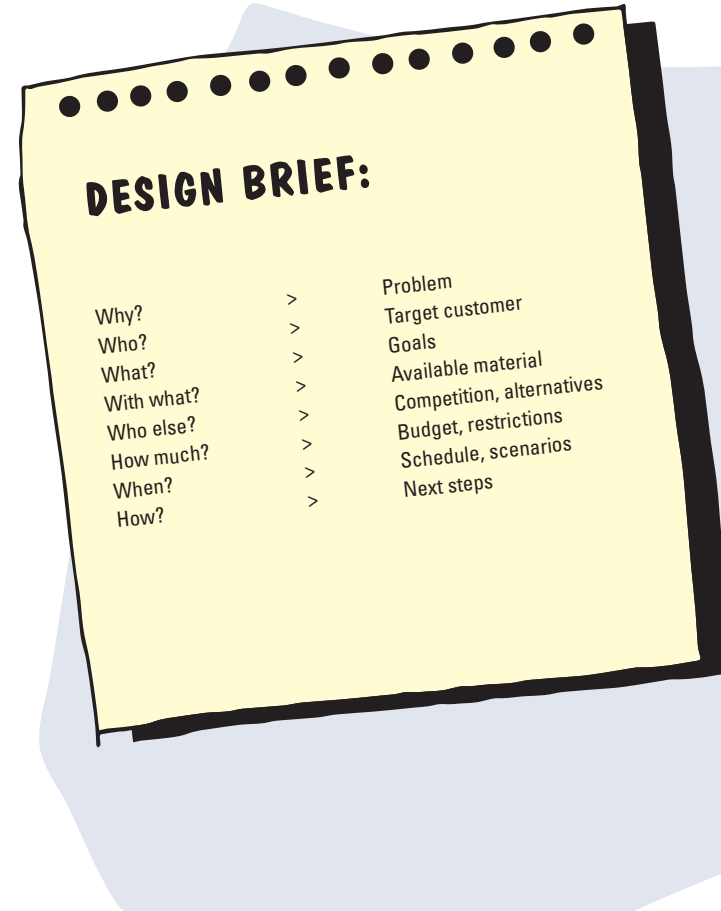 DESIGN BRIEF:
Why? > Problem
Who? > Target customer
What? > Goals
With what? > Available material
Who else? > Competition, alternatives
How much? > Budget, restrictions
When? > Schedule, scenarios
How? > Next steps